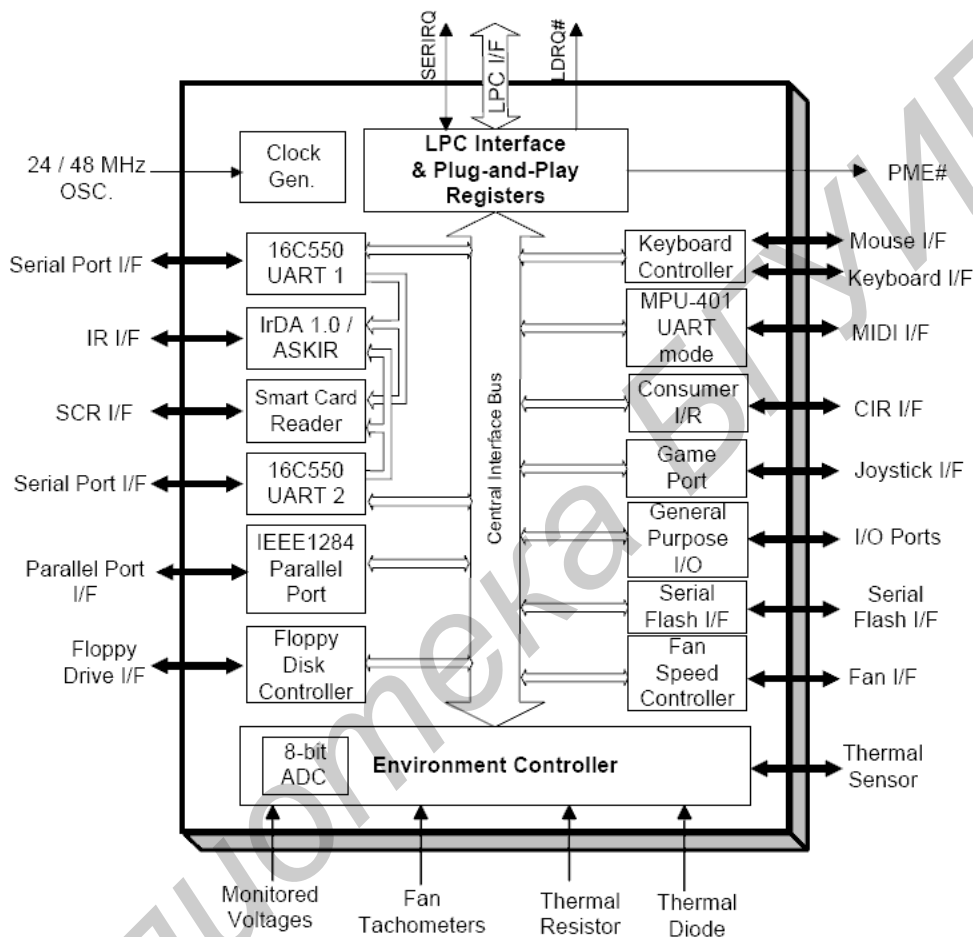 SERIRQ
LPC I/F
LDRQ#
LPC Interface
& Plug-and-Play
Registers
24 / 48 MHz
OSC.
Clock
Gen.
PME#
Serial Port I/F
16C550
UART 1
IR I/F
IrDA 1.0 /
ASKIR
SCR I/F
Smart Card
Reader
Serial Port I/F
16C550
UART 2
Parallel Port
I/F
IEEE1284
Parallel
Port
Floppy
Drive I/F
Floppy
Disk
Controller
Central Interface Bus
Keyboard
Controller
Mouse I/F
Keyboard I/F
MPU-401
UART
mode
MIDI I/F
Consumer
I/R
CIR I/F
Game
Port
Joystick I/F
General
Purpose
I/O
I/O Ports
Serial
Flash I/F
Serial
Flash I/F
Fan
Speed
Controller
Fan I/F
8-bit
ADC
Environment Controller
Thermal
Sensor
Monitored
Voltages
Fan
Tachometers
Thermal
Resistor
Thermal
Diode